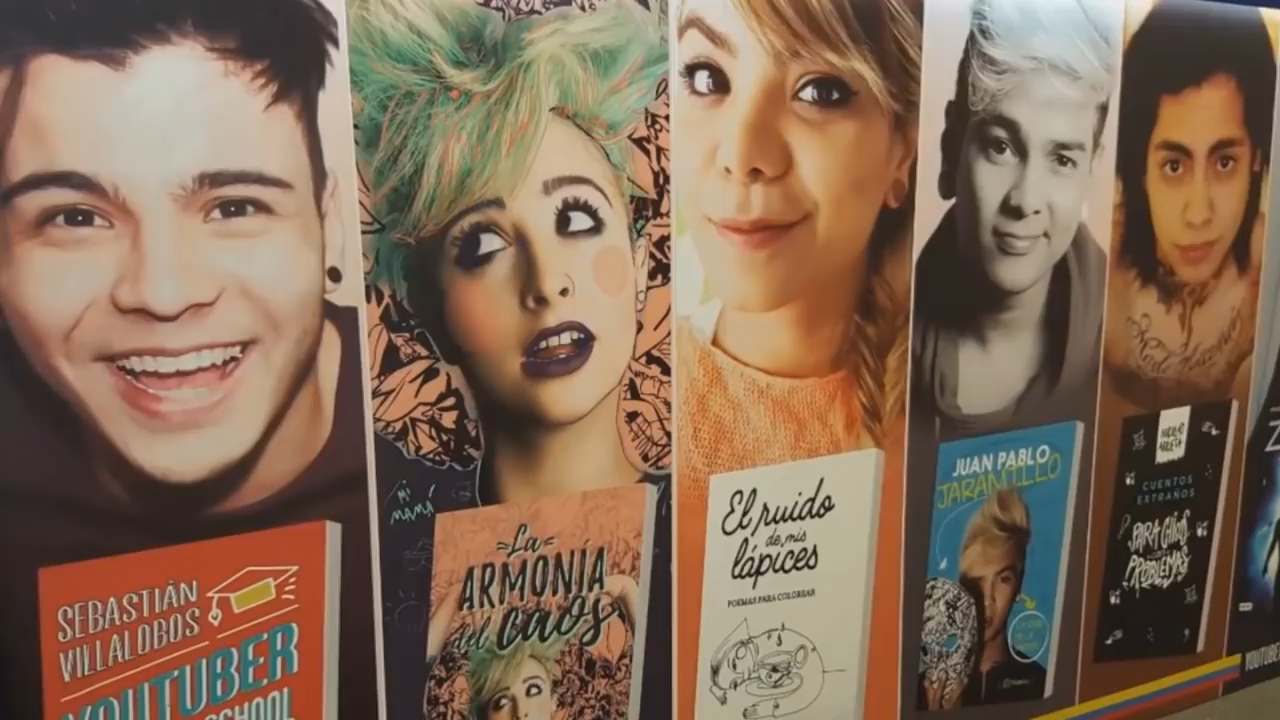 SEBASTIÁN
VILLALOBOS
YOUTUBER
SCHOOL
MI
MAMÁ
La
ARMONÍA
del caos
El ruido
de mis
lápices
POEMAS PARA COLOREAR
JUAN PABLO
JARAMILLO
CUENTOS
EXTRAÑOS
PARA CHICOS
PROBLEMAS
YOUTUBE